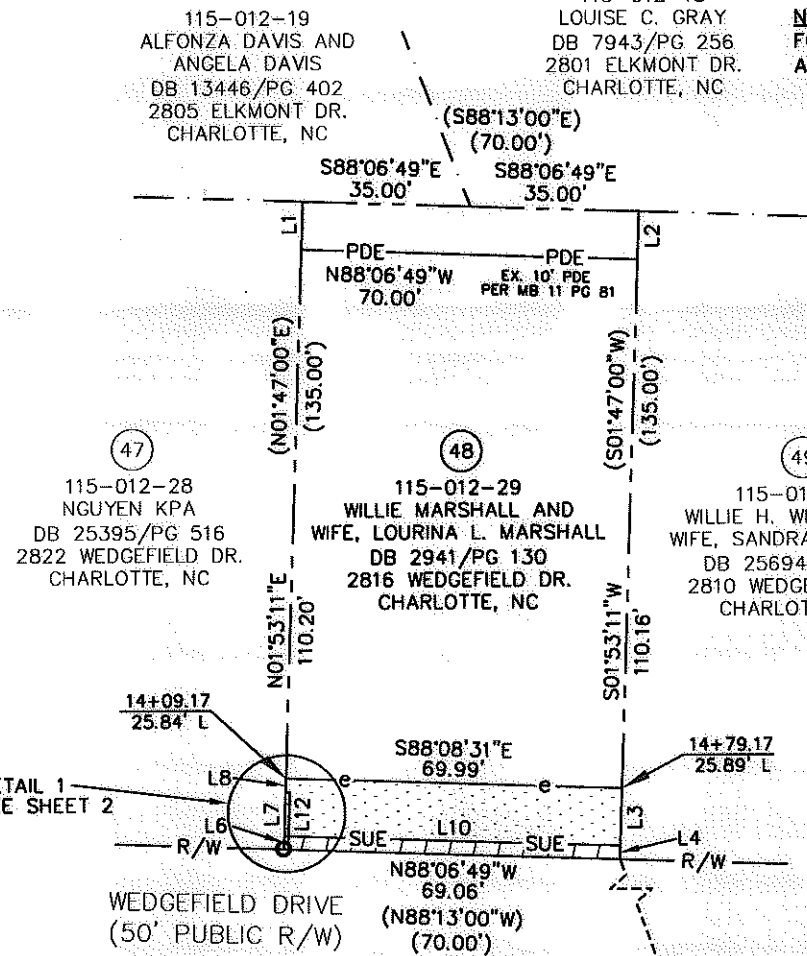 115-012-19
ALFONZA DAVIS AND
ANGELA DAVIS
DB 13446/PG 402
2805 ELKMONT DR.
CHARLOTTE, NC
LOUISE C. GRAY
DB 7943/PG 256
2801 ELKMONT DR.
CHARLOTTE, NC
(S88°13'00"E)
(70.00')
S88°06'49"E
35.00'
S88°06'49"E
35.00'
L1
L2
PDE
PDE
N88°06'49"W
70.00'
EX. 10' PDE
PER MB 11 PG 81
(N01°47'00"E)
(135.00')
(S01°47'00"W)
(135.00')
47
115-012-28
NGUYEN KPA
DB 25395/PG 516
2822 WEDGEFIELD DR.
CHARLOTTE, NC
48
115-012-29
WILLIE MARSHALL AND
WIFE, LOURINA L. MARSHALL
DB 2941/PG 130
2816 WEDGEFIELD DR.
CHARLOTTE, NC
115-01
WILLIE H. W
WIFE, SANDRA
DB 25694
2810 WEDGE
CHARLOT
N01°53'11"E
110.20'
S01°53'11"W
110.16'
14+09.17
25.84' L
14+79.17
25.89' L
S88°08'31"E
69.99'
e
e
ETAIL 1
E SHEET 2
L8
L7
L12
L6
L10
L3
L4
R/W
SUE
SUE
R/W
N88°06'49"W
69.06'
(N88°13'00"W)
(70.00')
WEDGEFIELD DRIVE
(50' PUBLIC R/W)